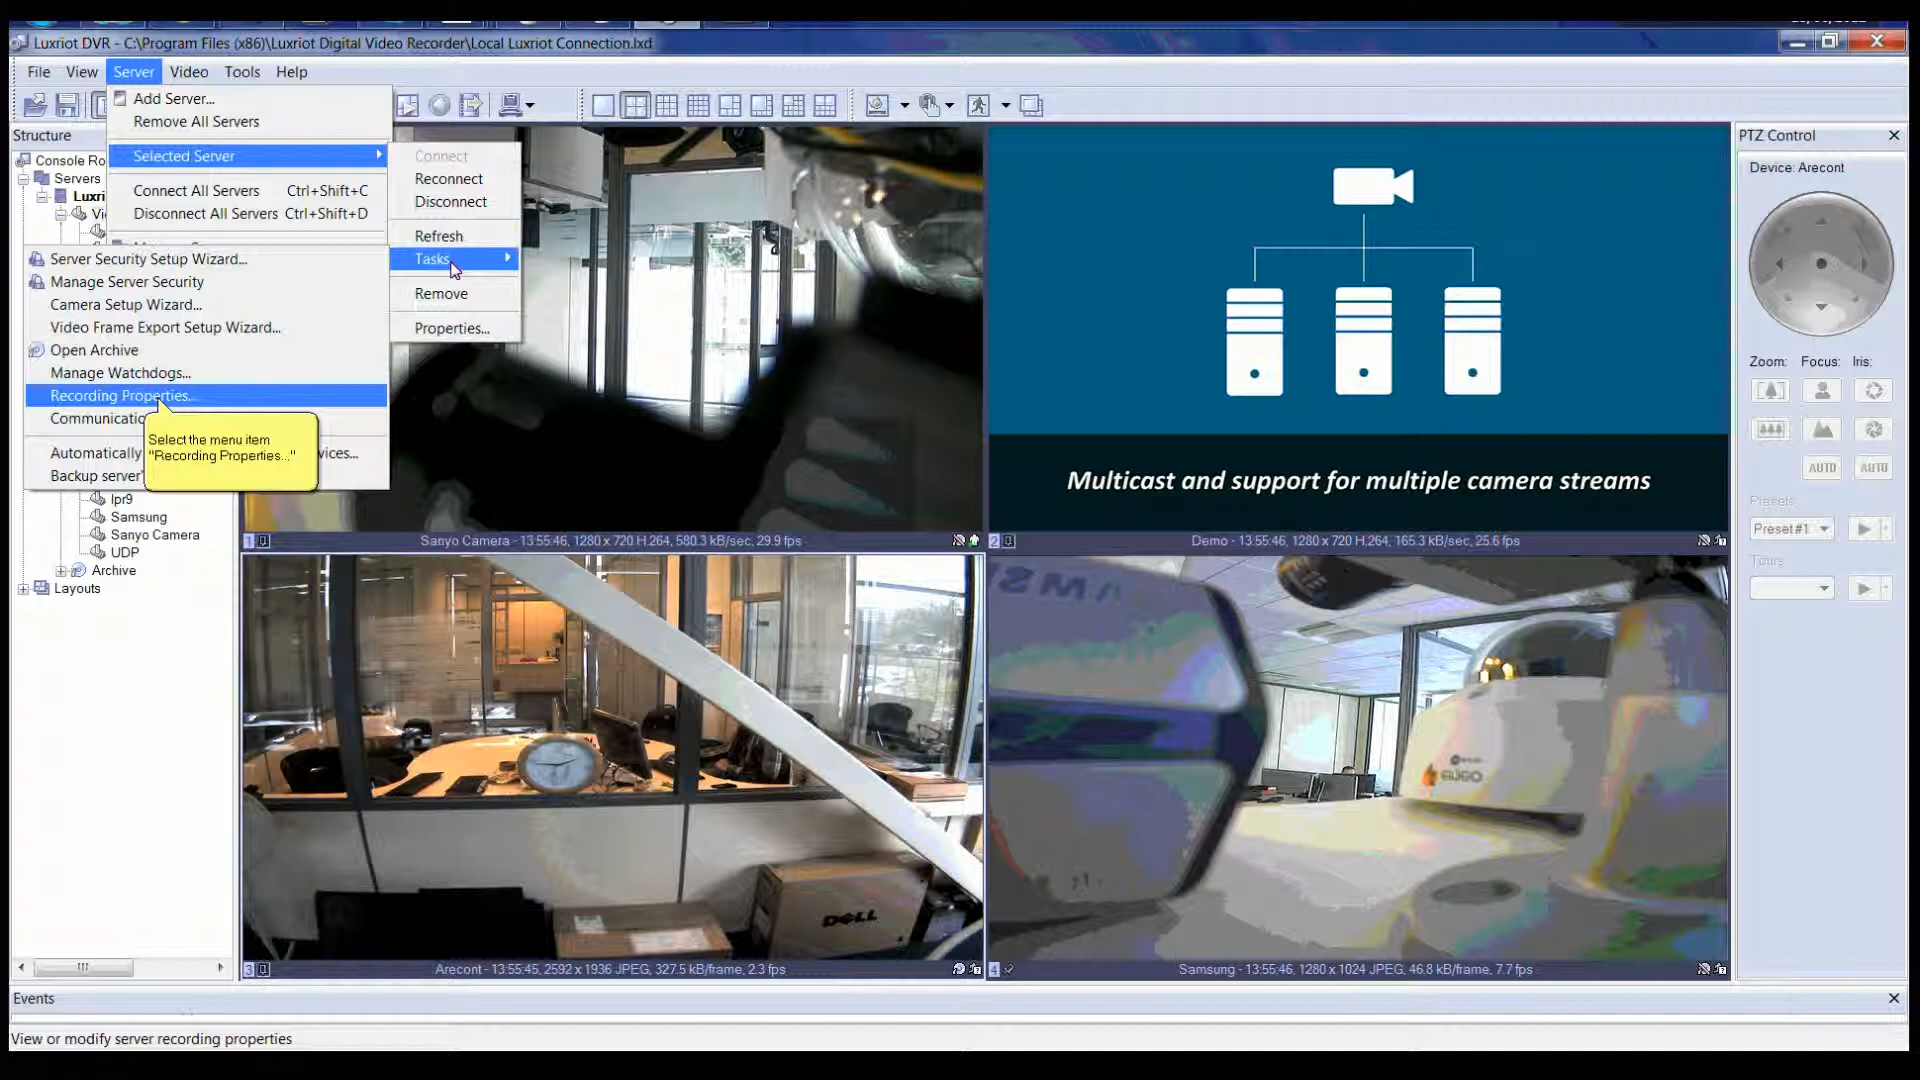 Luxriot DVR - C:\Program Files (x86)\Luxriot Digital Video Recorder\Local Luxriot Connection.lxd
File View Server Video Tools Help
Add Server...
Remove All Servers
Selected Server
Connect All Servers Ctrl+Shift+C
Disconnect All Servers Ctrl+Shift+D
Connect
Reconnect
Disconnect
Refresh
Tasks
Remove
Properties...
Structure
Console Ro
Servers
Luxri
Vi
Server Security Setup Wizard...
Manage Server Security
Camera Setup Wizard...
Video Frame Export Setup Wizard...
Open Archive
Manage Watchdogs...
Recording Properties...
Communicatio
Automatically
vices...
Backup server
Select the menu item
"Recording Properties..."
Ipr9
Samsung
Sanyo Camera
UDP
Archive
Layouts
Multicast and support for multiple camera streams
1
Sanyo Camera - 13:55:46, 1280 x 720 H.264, 580.3 kB/sec, 29.9 fps
2
Demo - 13:55:46, 1280 x 720 H.264, 165.3 kB/sec, 25.6 fps
DELL
3
Arecont - 13:55:45, 2592 x 1936 JPEG, 327.5 kB/frame, 2.3 fps
4
Samsung - 13:55:46, 1280 x 1024 JPEG, 46.8 kB/frame, 7.7 fps
PTZ Control
Device: Arecont
Zoom: Focus: Iris:
AUTO AUTO
Presets
Preset #1
Tours
Events
View or modify server recording properties